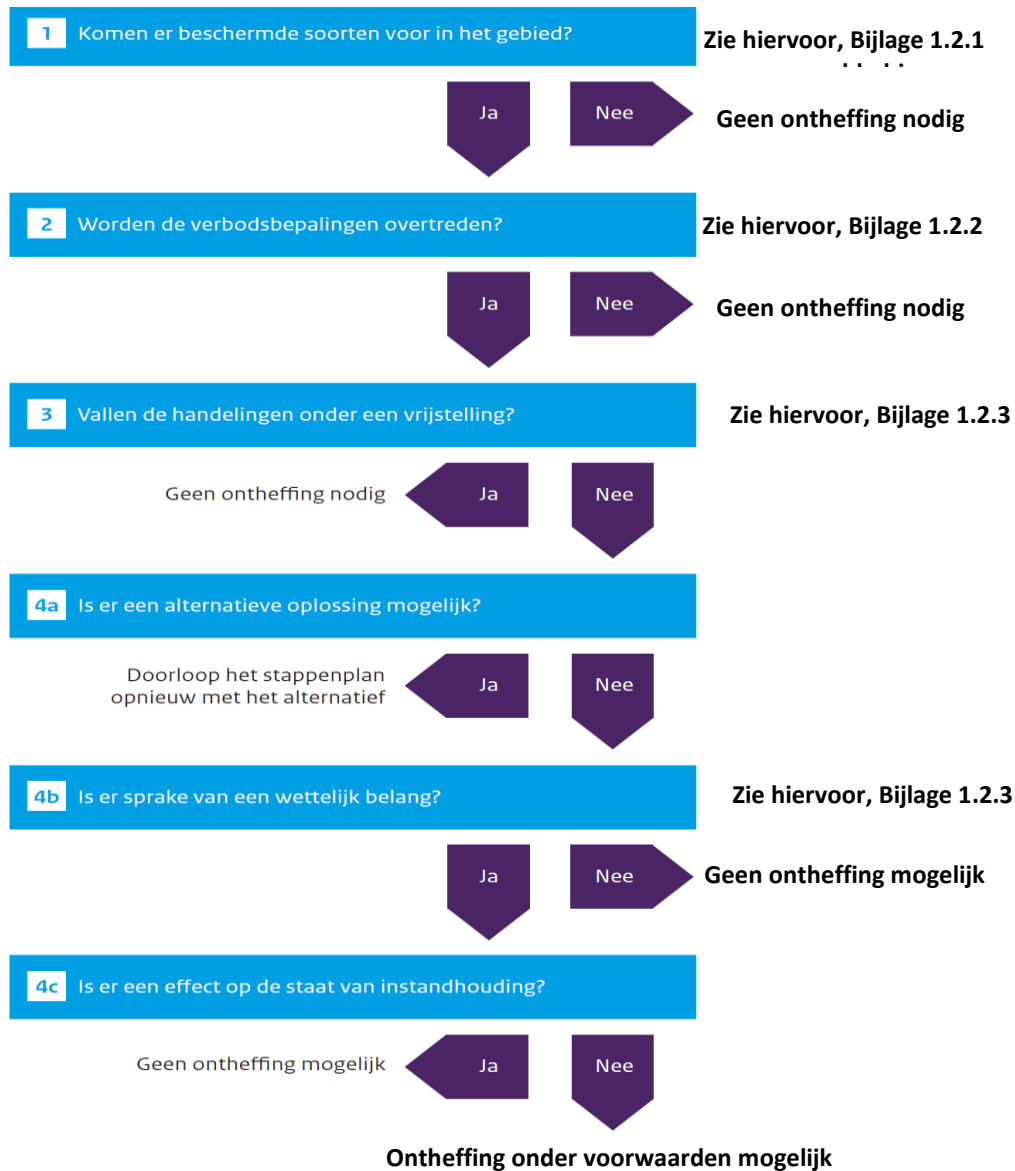 1 Komen er beschermde soorten voor in het gebied?
Zie hiervoor, Bijlage 1.2.1
Ja
Nee
Geen ontheffing nodig
2 Worden de verbodsbepalingen overtreden?
Zie hiervoor, Bijlage 1.2.2
Ja
Nee
Geen ontheffing nodig
3 Vallen de handelingen onder een vrijstelling?
Zie hiervoor, Bijlage 1.2.3
Geen ontheffing nodig
Ja
Nee
4a Is er een alternatieve oplossing mogelijk?
Doorloop het stappenplan
opnieuw met het alternatief
Ja
Nee
4b Is er sprake van een wettelijk belang?
Zie hiervoor, Bijlage 1.2.3
Ja
Nee
Geen ontheffing mogelijk
4c Is er een effect op de staat van instandhouding?
Geen ontheffing mogelijk
Ja
Nee
Ontheffing onder voorwaarden mogelijk